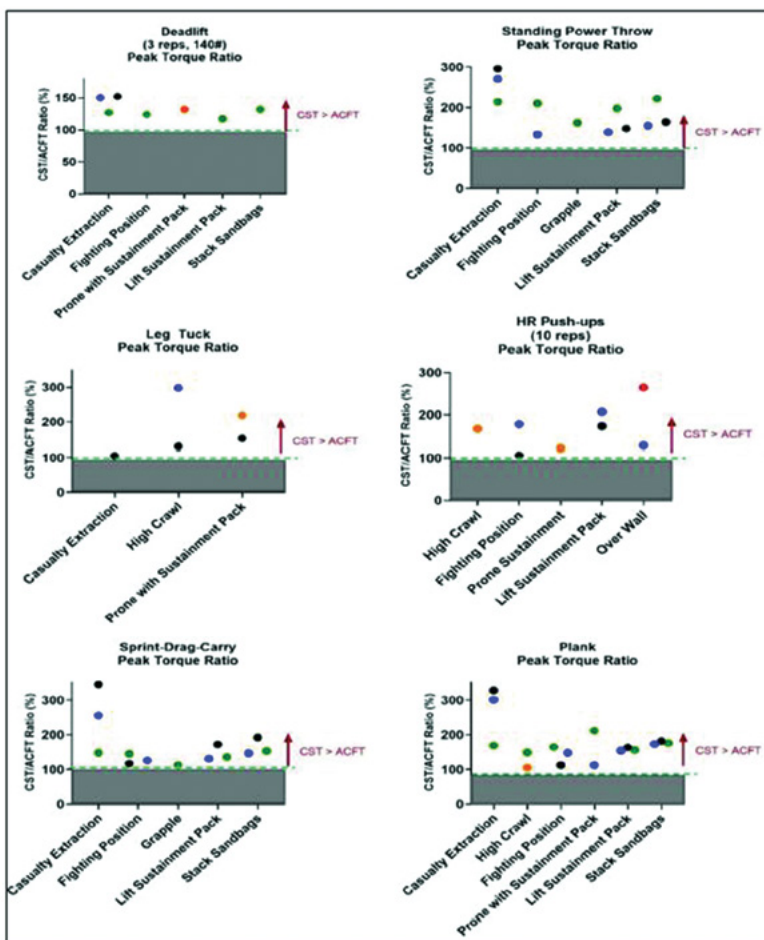 Deadlift
(3 reps, 140#)
Peak Torque Ratio
CST/ACFT Ratio (%)
150
100
50
0
CST > ACFT
Casualty Extraction
Fighting Position
Prone with Sustainment Pack
Lift Sustainment Pack
Stack Sandbags
Standing Power Throw
Peak Torque Ratio
CST/ACFT Ratio (%)
300
200
100
0
CST > ACFT
Casualty Extraction
Fighting Position
Grapple
Lift Sustainment Pack
Stack Sandbags
Leg Tuck
Peak Torque Ratio
CST/ACFT Ratio (%)
300
200
100
0
CST > ACFT
Casualty Extraction
High Crawl
Prone with Sustainment Pack
HR Push-ups
(10 reps)
Peak Torque Ratio
CST/ACFT Ratio (%)
300
200
100
0
CST > ACFT
High Crawl
Fighting Position
Prone Sustainment
Lift Sustainment Pack
Over Wall
Sprint-Drag-Carry
Peak Torque Ratio
CST/ACFT Ratio (%)
300
200
100
0
CST > ACFT
Casualty Extraction
Fighting Position
Grapple
Lift Sustainment Pack
Stack Sandbags
Plank
Peak Torque Ratio
CST/ACFT Ratio (%)
300
200
100
0
CST > ACFT
Casualty Extraction
High Crawl
Fighting Position
Prone with Sustainment Pack
Lift Sustainment Pack
Stack Sandbags